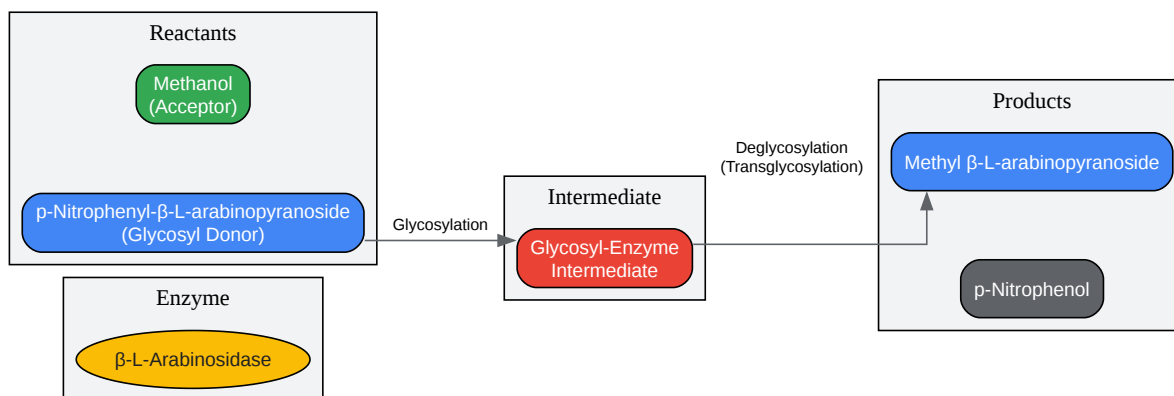 Reactants
Methanol
(Acceptor)
p-Nitrophenyl-β-L-arabinopyranoside
(Glycosyl Donor)
Enzyme
β-L-Arabinosidase
Glycosylation
Intermediate
Glycosyl-Enzyme
Intermediate
Deglycosylation
(Transglycosylation)
Products
Methyl β-L-arabinopyranoside
p-Nitrophenol